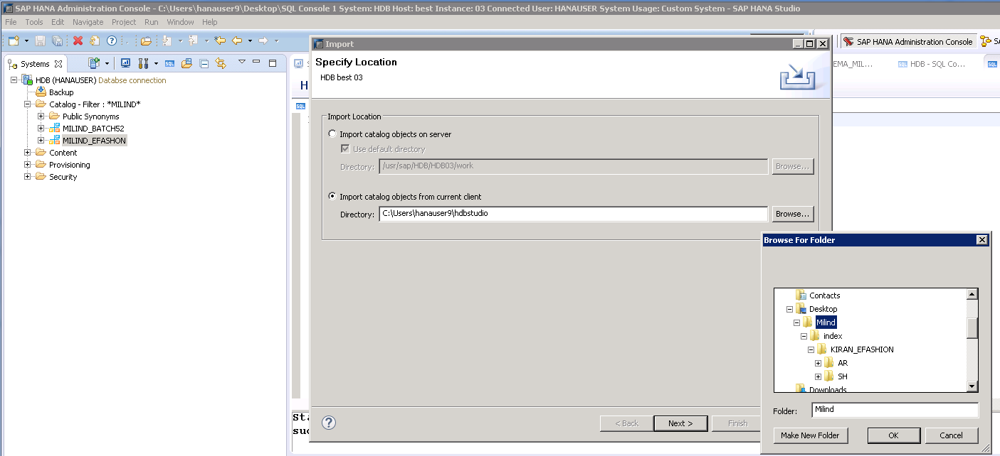 SAP HANA Administration Console - C:\Users\hanauser9\Desktop\SQL Console 1 System: HDB Host: best Instance: 03 Connected User: HANAUSER System Usage: Custom System - SAP HANA Studio
File Tools Edit Navigate Project Run Window Help
SAP HANA Administration Console
Systems
HDB (HANAUSER) Databse connection
Backup
Catalog - Filter : *MILIND*
Public Synonyms
MILIND_BATCH52
MILIND_EFASHON
Content
Provisioning
Security
EMA_MIL...
SQL HDB - SQL Co...
SQL
H
SQL
Import
Specify Location
HDB best 03
Import Location
Import catalog objects on server
Use default directory
Directory: /usr/sap/HDB/HDB03/work Browse...
Import catalog objects from current client
Directory: C:\Users\hanauser9\hdbstudio Browse...
< Back Next > Finish
Browse For Folder
Contacts
Desktop
Milind
index
KIRAN_EFASHION
AR
SH
Downloads
Folder: Milind
Make New Folder OK Cancel